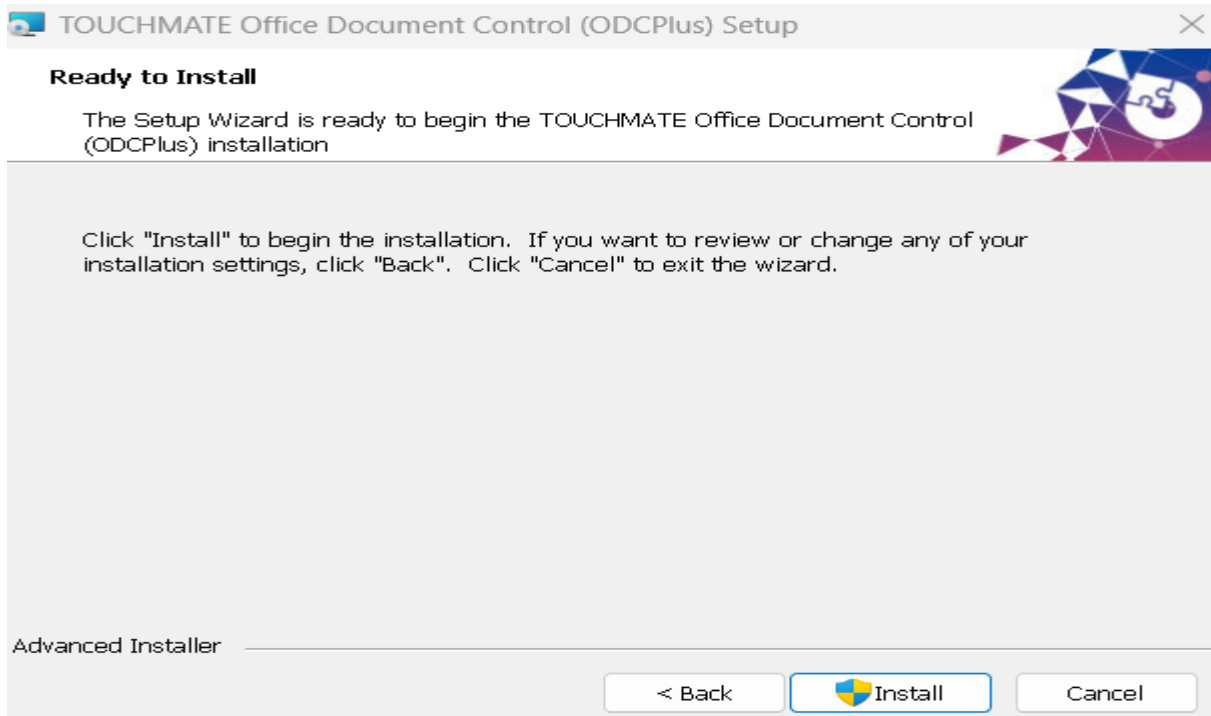 TOUCHMATE Office Document Control (ODCPlus) Setup
Ready to Install
The Setup Wizard is ready to begin the TOUCHMATE Office Document Control
(ODCPlus) installation
Click "Install" to begin the installation.  If you want to review or change any of your
installation settings, click "Back".  Click "Cancel" to exit the wizard.
Advanced Installer
< Back
Install
Cancel